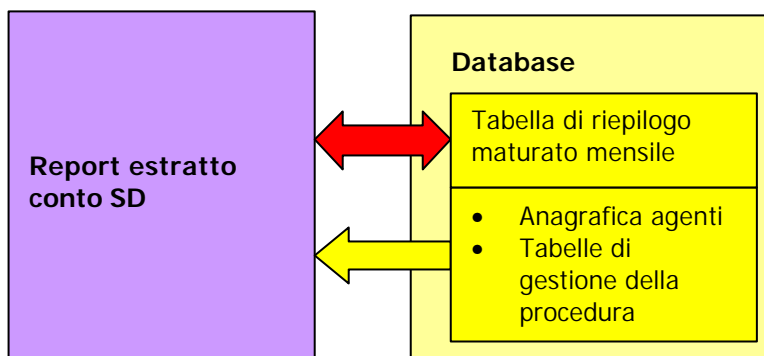 Report estratto
conto SD
Database
Tabella di riepilogo
maturato mensile
• Anagrafica agenti
• Tabelle di
gestione della
procedura